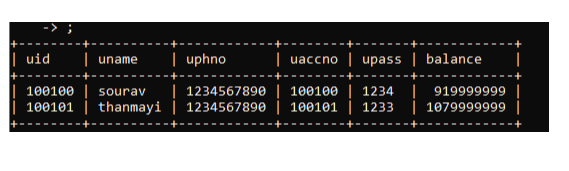 -> ;
+--------+----------+------------+---------+-------+------------+
| uid | uname | uphno | uaccno | upass | balance |
+--------+----------+------------+---------+-------+------------+
| 100100 | sourav | 1234567890 | 100100 | 1234 | 919999999 |
| 100101 | thanmayi | 1234567890 | 100101 | 1233 | 1079999999 |
+--------+----------+------------+---------+-------+------------+